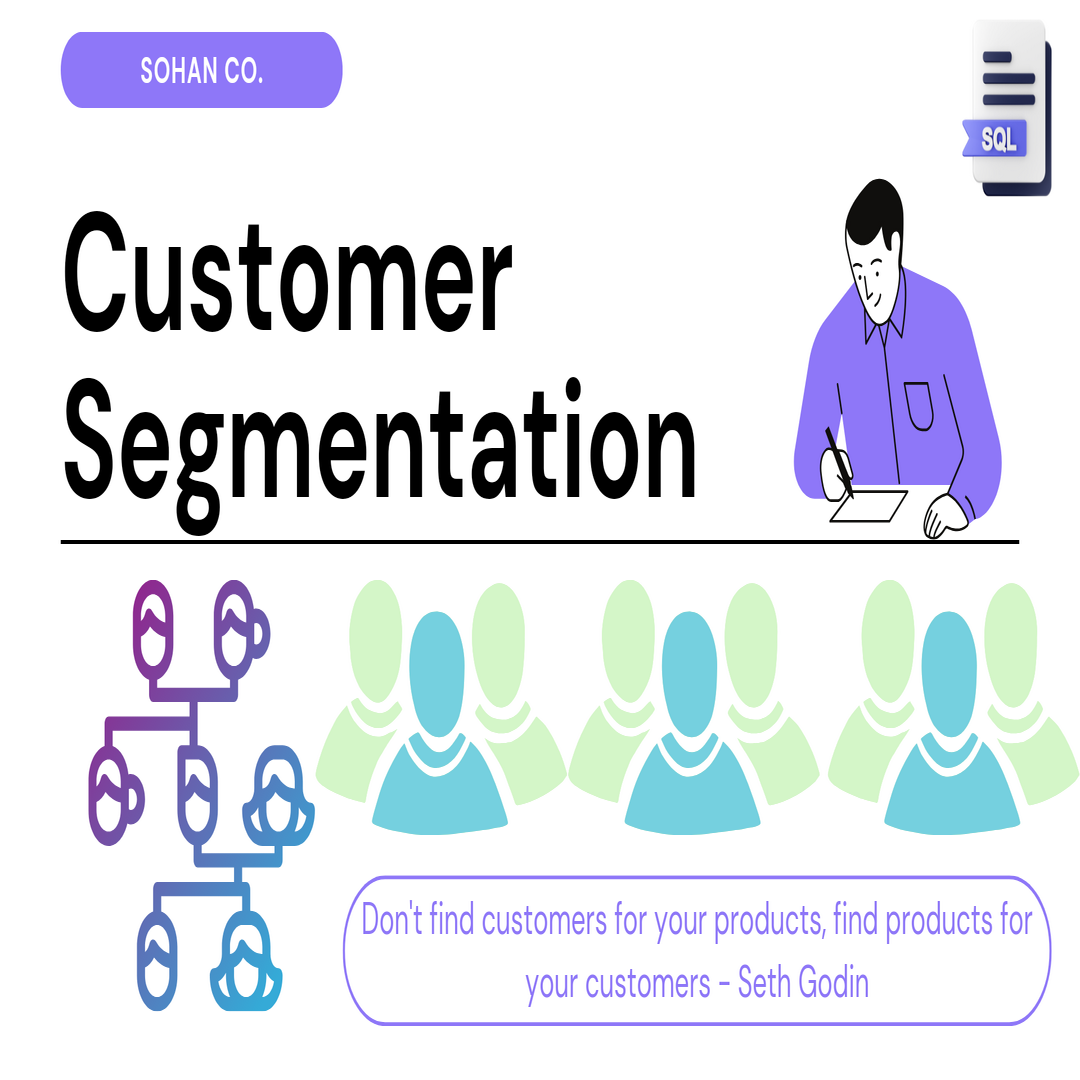 SOHAN CO.
SQL
Customer
Segmentation
Don't find customers for your products, find products for
your customers - Seth Godin